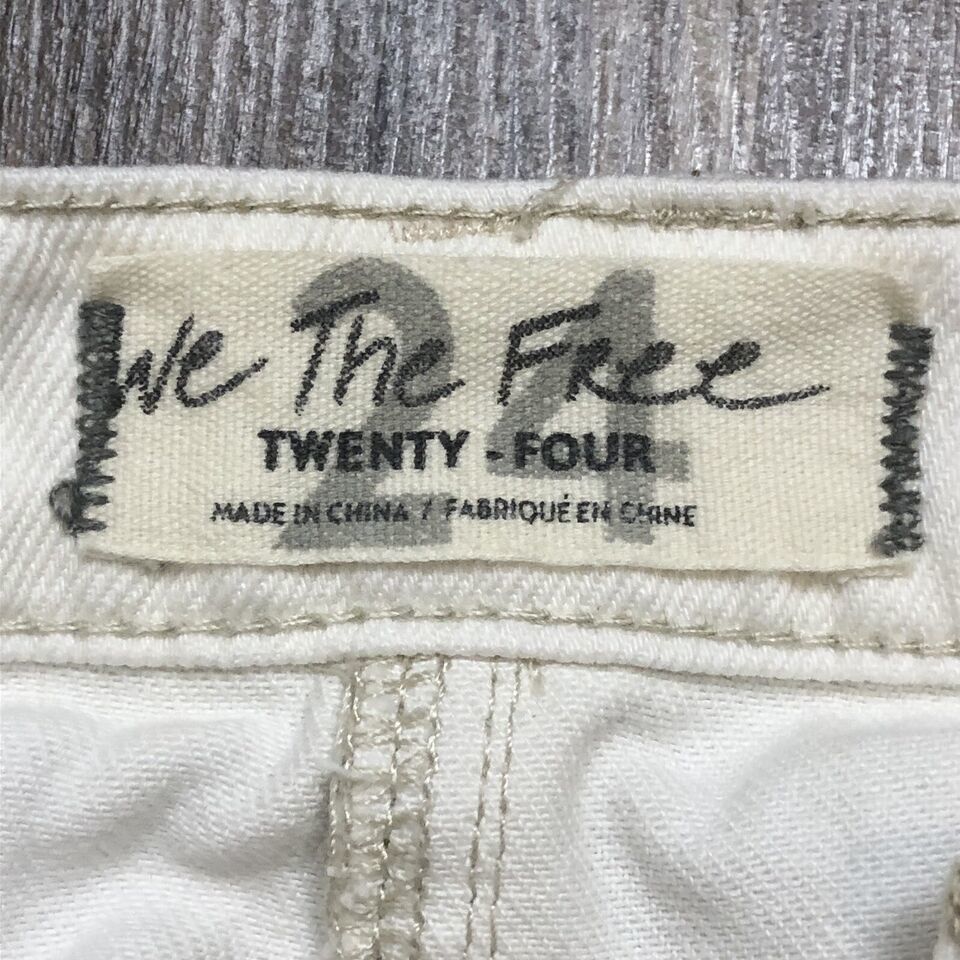 24
We The Free
TWENTY - FOUR
MADE IN CHINA / FABRIQUÉ EN CHINE